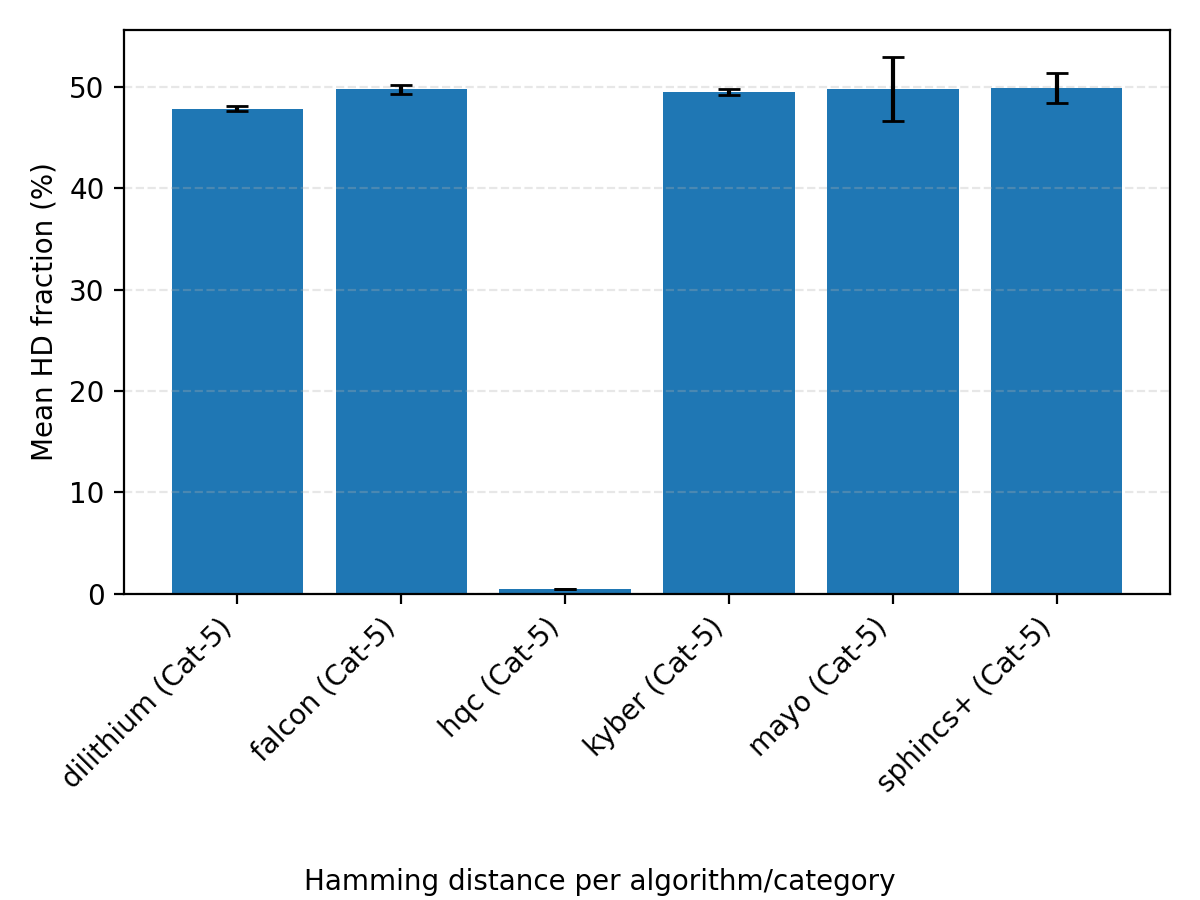 Mean HD fraction (%)
50
40
30
20
10
0
dilithium (Cat-5)
falcon (Cat-5)
hqc (Cat-5)
kyber (Cat-5)
mayo (Cat-5)
sphincs+ (Cat-5)
Hamming distance per algorithm/category